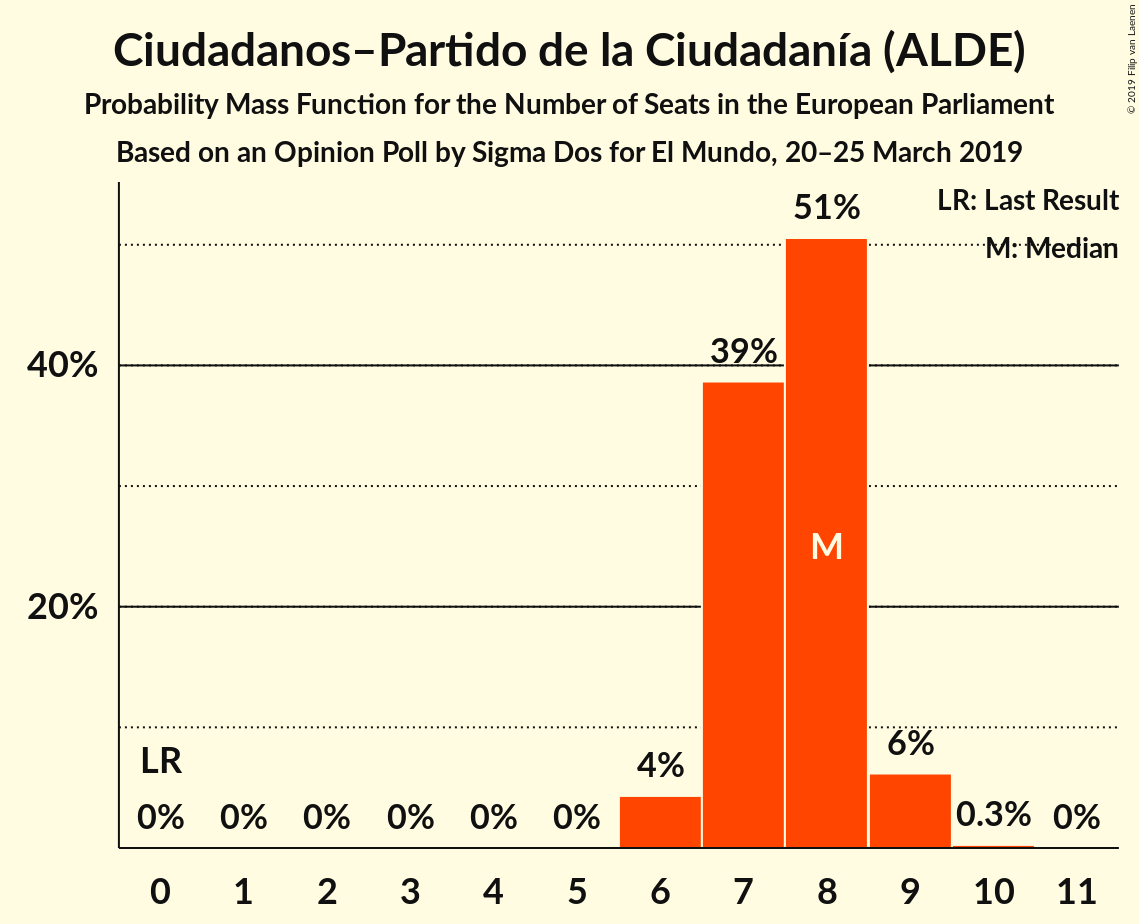 Ciudadanos–Partido de la Ciudadanía (ALDE)
Probability Mass Function for the Number of Seats in the European Parliament
Based on an Opinion Poll by Sigma Dos for El Mundo, 20–25 March 2019
© 2019 Filip van Laenen
LR: Last Result
M: Median
51%
39%
40%
M
20%
LR
4%
6%
0% 0% 0% 0% 0% 0% 0.3% 0%
0 1 2 3 4 5 6 7 8 9 10 11